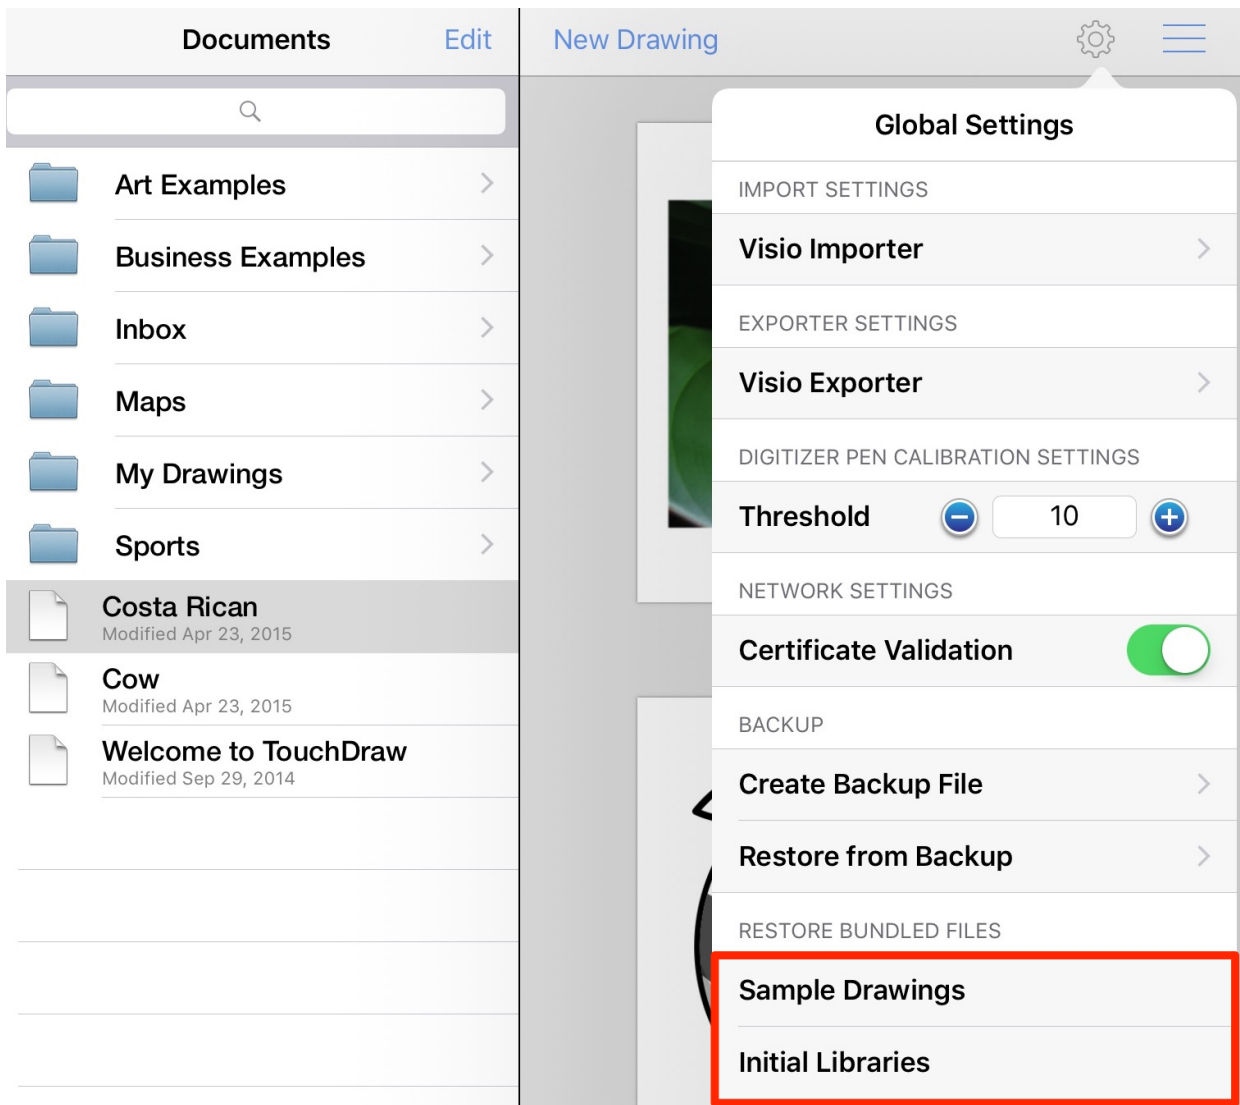 Documents
Edit
New Drawing
Art Examples
Business Examples
Inbox
Maps
My Drawings
Sports
Costa Rican
Modified Apr 23, 2015
Cow
Modified Apr 23, 2015
Welcome to TouchDraw
Modified Sep 29, 2014
Global Settings
IMPORT SETTINGS
Visio Importer
EXPORTER SETTINGS
Visio Exporter
DIGITIZER PEN CALIBRATION SETTINGS
Threshold 10
NETWORK SETTINGS
Certificate Validation
BACKUP
Create Backup File
Restore from Backup
RESTORE BUNDLED FILES
Sample Drawings
Initial Libraries